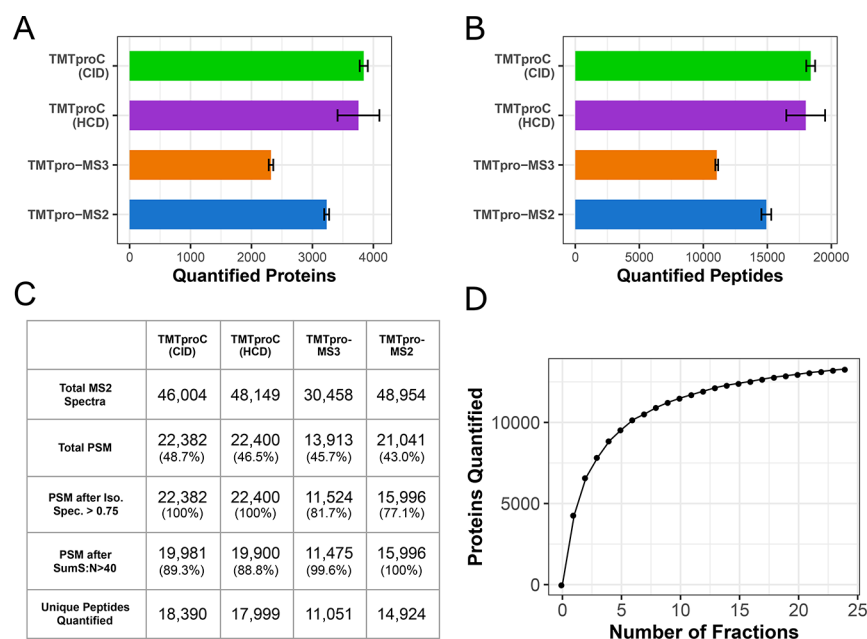 A
TMTproC
(CID)
TMTproC
(HCD)
TMTpro-MS3
TMTpro-MS2
0 1000 2000 3000 4000
Quantified Proteins
B
TMTproC
(CID)
TMTproC
(HCD)
TMTpro-MS3
TMTpro-MS2
0 5000 10000 15000 20000
Quantified Peptides
C
TMTproC TMTproC TMTpro- TMTpro-
(CID) (HCD) MS3 MS2
Total MS2
Spectra
46,004 48,149 30,458 48,954
Total PSM
22,382 22,400 13,913 21,041
(48.7%) (46.5%) (45.7%) (43.0%)
PSM after Iso.
Spec. > 0.75
22,382 22,400 11,524 15,996
(100%) (100%) (81.7%) (77.1%)
PSM after
SumS:N>40
19,981 19,900 11,475 15,996
(89.3%) (88.8%) (99.6%) (100%)
Unique Peptides
Quantified
18,390 17,999 11,051 14,924
D
Proteins Quantified
10000
5000
0
0 5 10 15 20 25
Number of Fractions